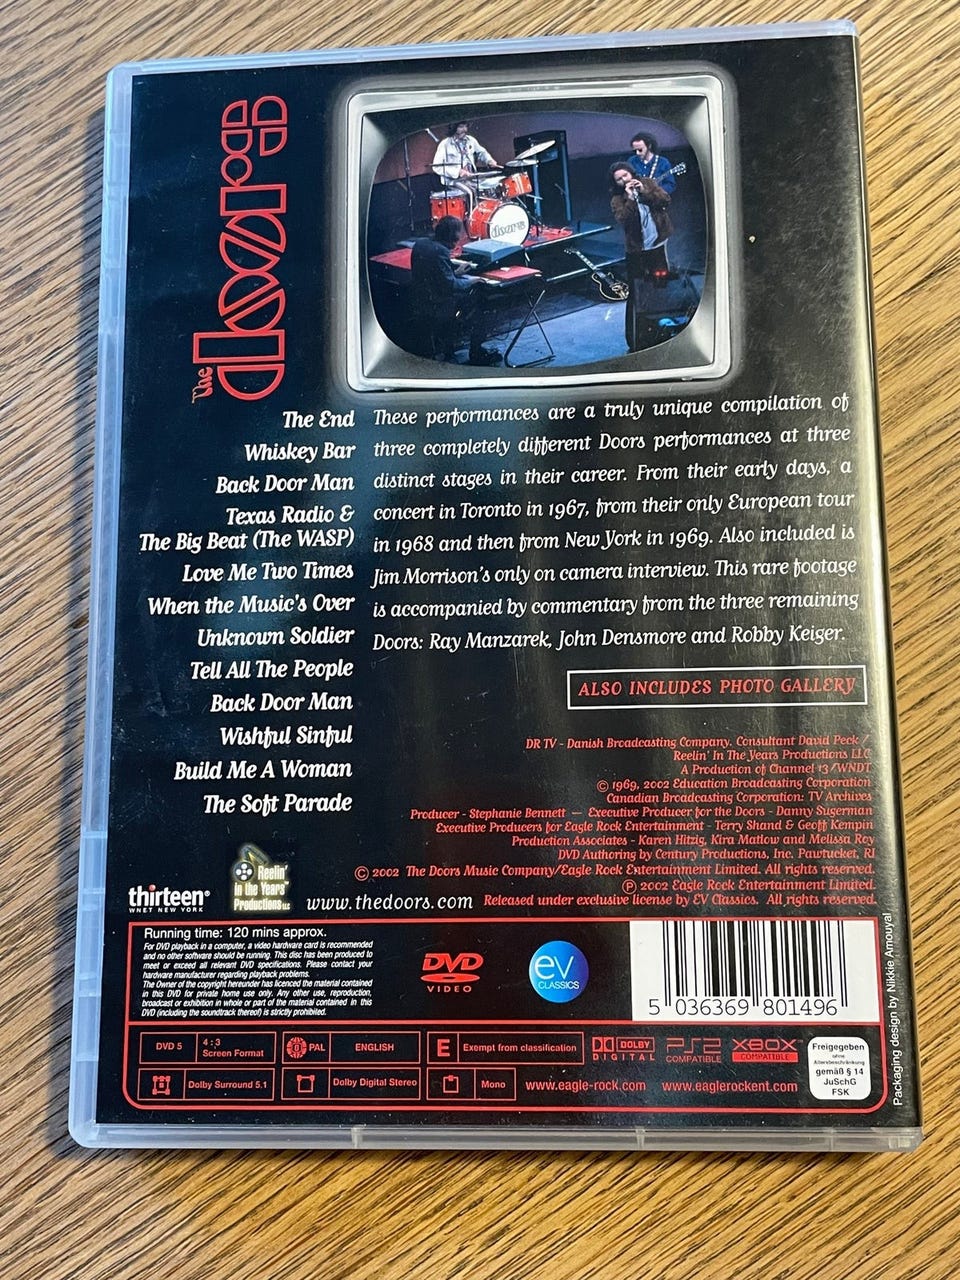 The doors
doors
The End
Whiskey Bar
Back Door Man
Texas Radio &
The Big Beat (The WASP)
Love Me Two Times
When the Music's Over
Unknown Soldier
Tell All The People
Back Door Man
Wishful Sinful
Build Me A Woman
The Soft Parade
These performances are a truly unique compilation of
three completely different Doors performances at three
distinct stages in their career. From their early days, a
concert in Toronto in 1967, from their only European tour
in 1968 and then from New York in 1969. Also included is
Jim Morrison's only on camera interview. This rare footage
is accompanied by commentary from the three remaining
Doors: Ray Manzarek, John Densmore and Robby Keiger.
ALSO INCLUDES PHOTO GALLERY
DR TV - Danish Broadcasting Company. Consultant David Peck /
Reelin' In The Years Productions LLC
A Production of Channel 13/WNDT
© 1969, 2002 Education Broadcasting Corporation
Canadian Broadcasting Corporation: TV Archives
Producer - Stephanie Bennett — Executive Producer for the Doors - Danny Sugerman
Executive Producers for Eagle Rock Entertainment - Terry Shand & Geoff Kempin
Production Associates - Karen Hitzig, Kira Matlow and Melissa Roy
DVD Authoring by Century Productions, Inc. Pawtucket, RI
© 2002 The Doors Music Company/Eagle Rock Entertainment Limited. All rights reserved.
℗ 2002 Eagle Rock Entertainment Limited.
Released under exclusive license by EV Classics. All rights reserved.
thirteen
WNET NEW YORK
Reelin'
in the Years
Productions LLC
www.thedoors.com
Running time: 120 mins approx.
For DVD playback in a computer, a video hardware card is recommended
and no other software should be running. This disc has been produced to
meet or exceed all relevant DVD specifications. Please contact your
hardware manufacturer regarding playback problems.
The Owner of the copyright hereunder has licenced the material contained
in this DVD for private home use only. Any other use, reproduction,
broadcast or exhibition in whole or part of the material contained in this
DVD (including the soundtrack thereof) is strictly prohibited.
DVD
VIDEO
ev
CLASSICS
5 036369 801496
Packaging design by Nikkie Amouyal
DVD 5
4:3
Screen Format
PAL
ENGLISH
E
Exempt from classification
DOLBY
DIGITAL
PS2
COMPATIBLE
XBOX
COMPATIBLE
Freigegeben
ohne
Altersbeschränkung
gemäß § 14
JuSchG
FSK
Dolby Surround 5.1
Dolby Digital Stereo
Mono
www.eagle-rock.com
www.eaglerockent.com